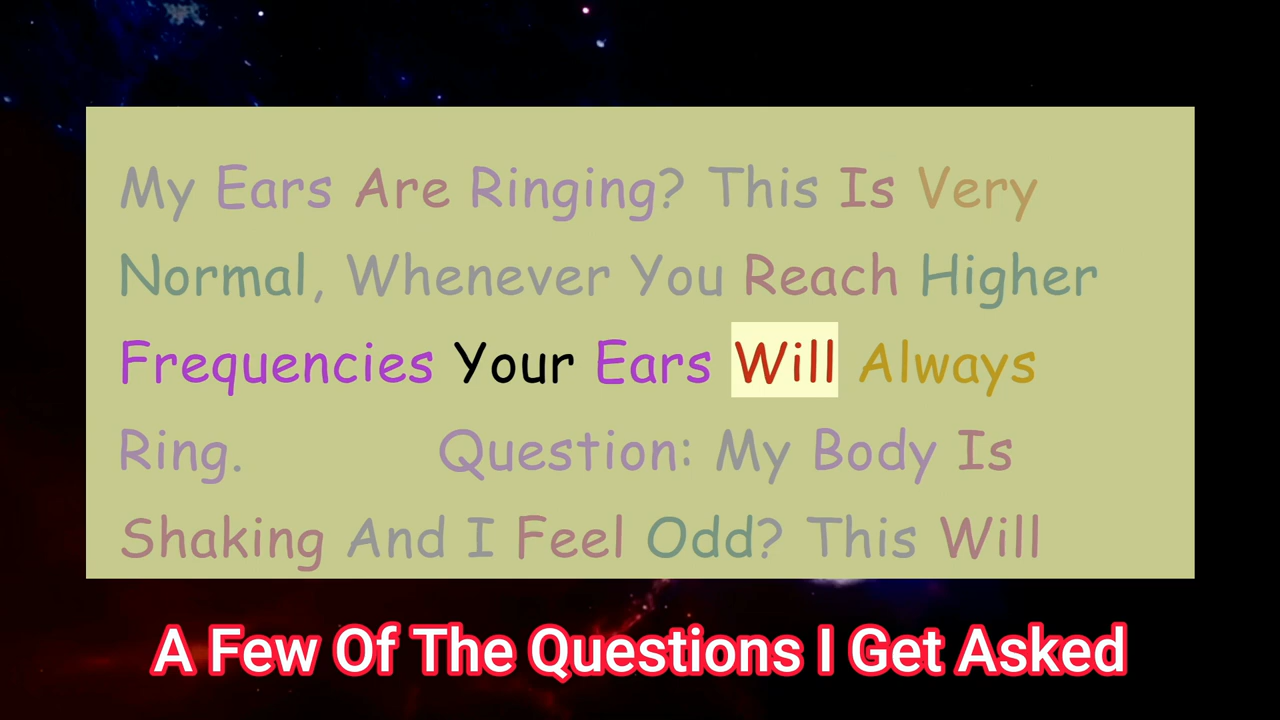 My Ears Are Ringing? This Is Very
Normal, Whenever You Reach Higher
Frequencies Your Ears Will Always
Ring. Question: My Body Is
Shaking And I Feel Odd? This Will
A Few Of The Questions I Get Asked